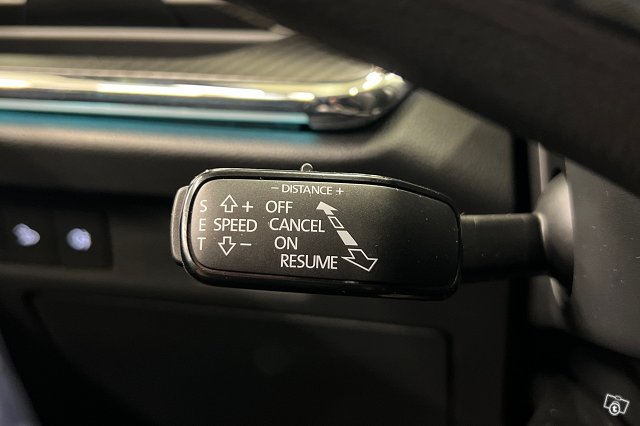 − DISTANCE +
S + OFF
E SPEED CANCEL
T − ON
RESUME